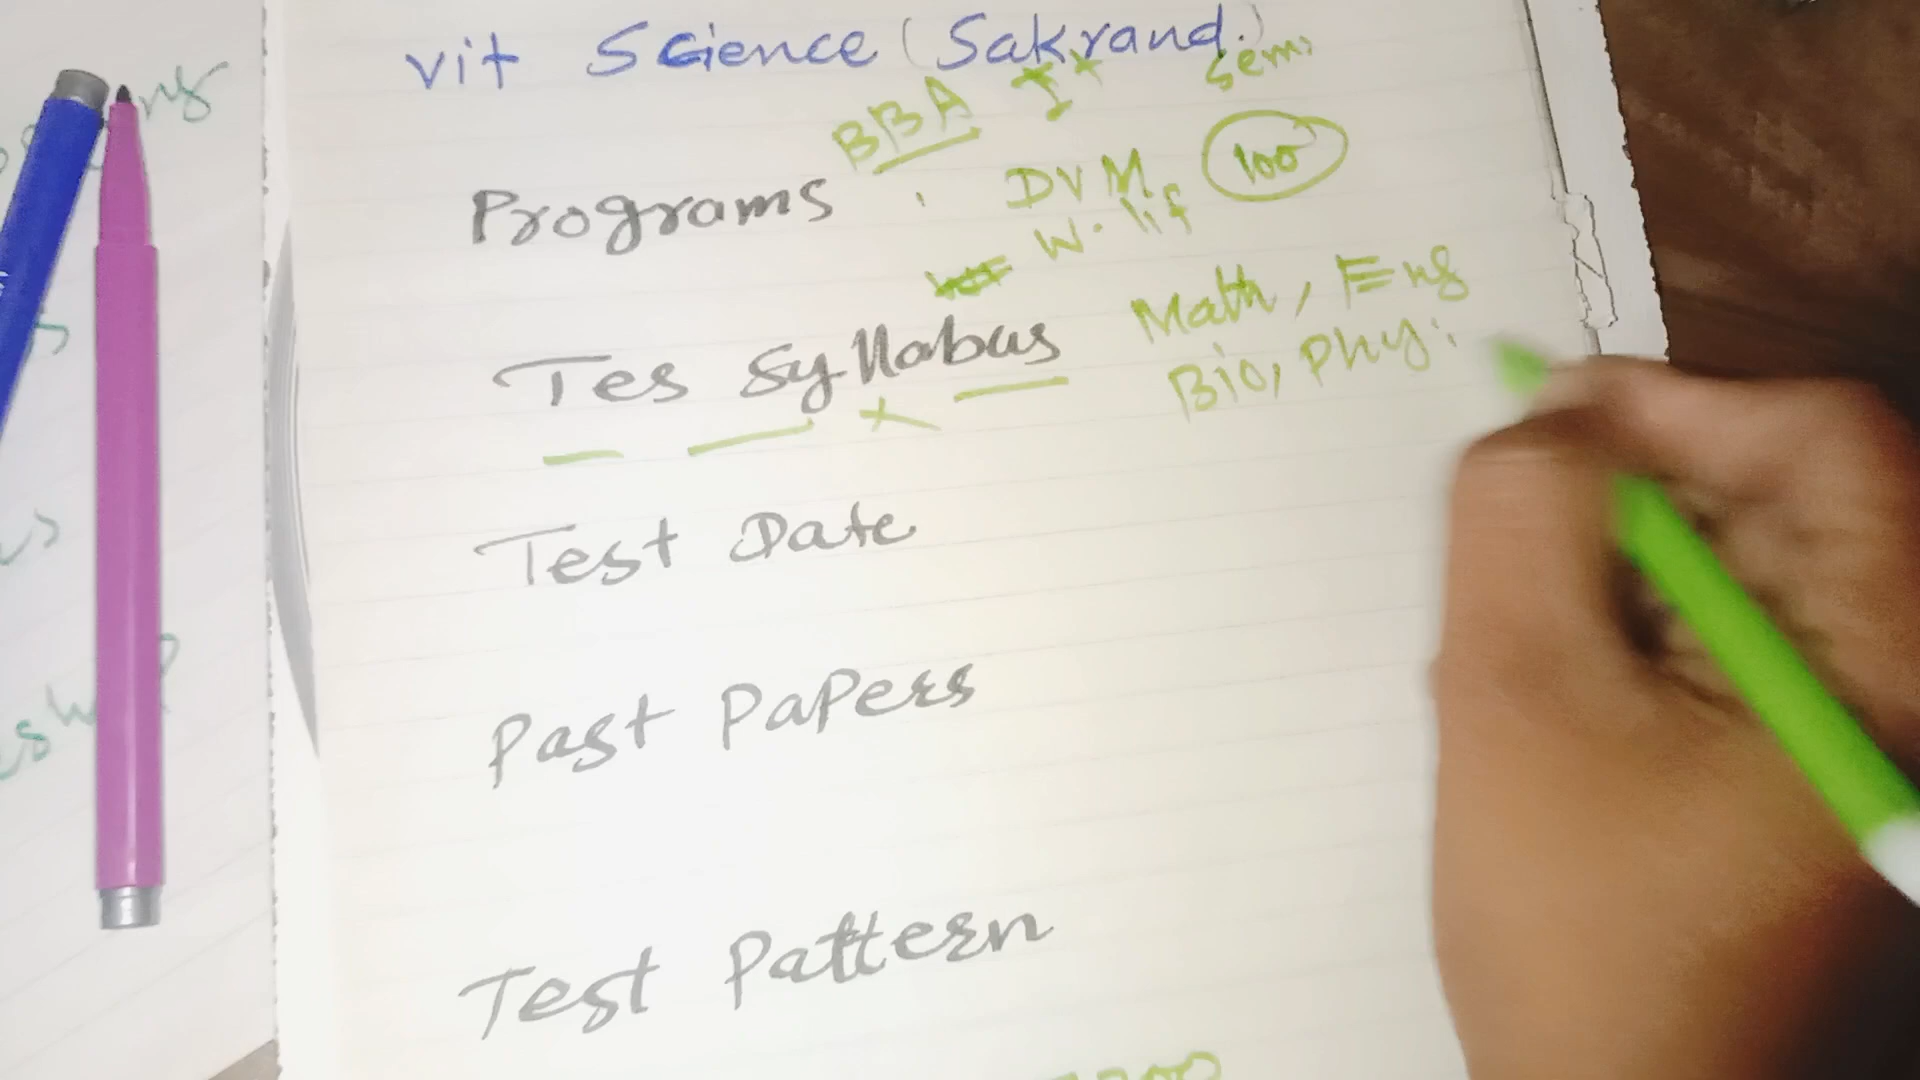 vit Science (Sakrand.)
BBA I Sem:
Programs : DVM 100
W. lif
Tes Syllabus Math, Eng
Bio, Phy:
Test Date
Past Papers
Test Pattern